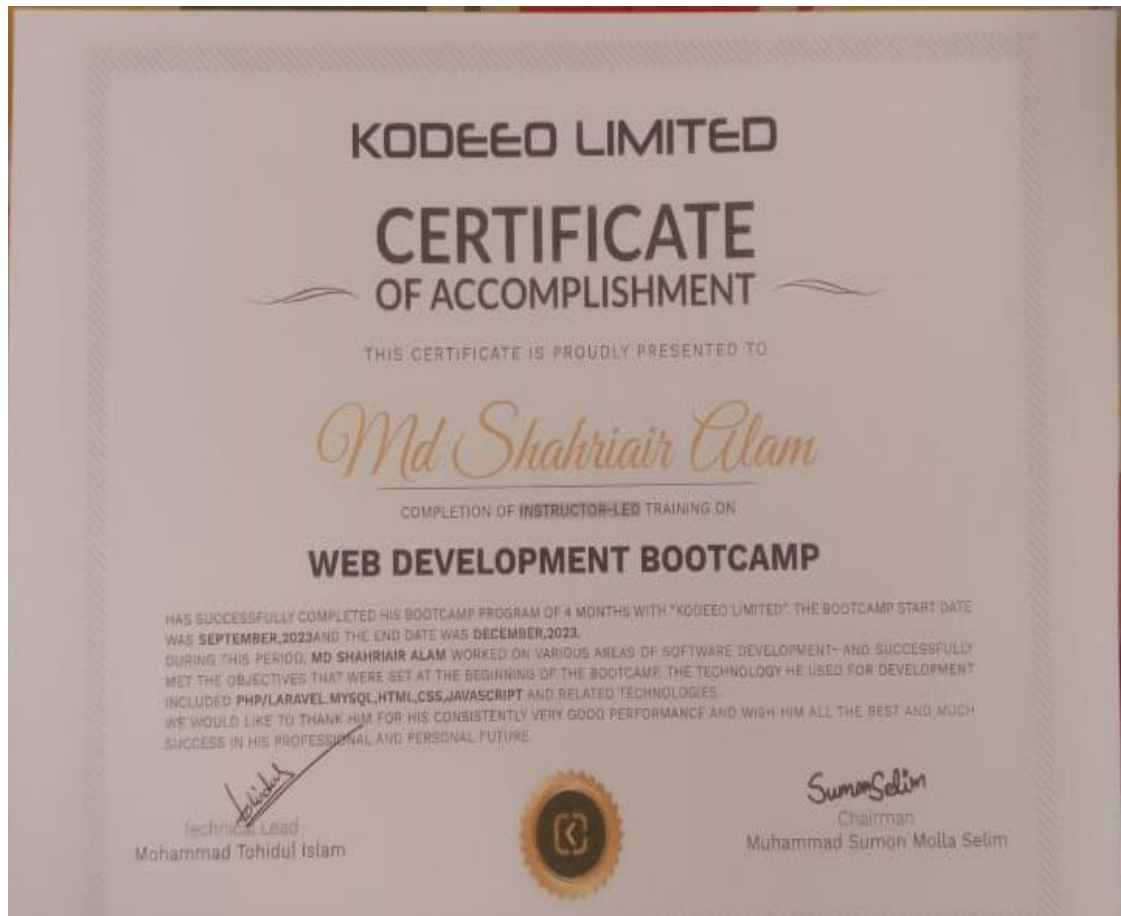 KODEEO LIMITED
CERTIFICATE
OF ACCOMPLISHMENT
THIS CERTIFICATE IS PROUDLY PRESENTED TO
Md Shahriair Alam
COMPLETION OF INSTRUCTOR-LED TRAINING ON
WEB DEVELOPMENT BOOTCAMP
HAS SUCCESSFULLY COMPLETED HIS BOOTCAMP PROGRAM OF 4 MONTHS WITH "KODEEO LIMITED". THE BOOTCAMP START DATE
WAS SEPTEMBER,2023AND THE END DATE WAS DECEMBER,2023.
DURING THIS PERIOD, MD SHAHRIAIR ALAM WORKED ON VARIOUS AREAS OF SOFTWARE DEVELOPMENT- AND SUCCESSFULLY
MET THE OBJECTIVES THAT WERE SET AT THE BEGINNING OF THE BOOTCAMP. THE TECHNOLOGY HE USED FOR DEVELOPMENT
INCLUDED PHP/LARAVEL,MYSQL,HTML,CSS,JAVASCRIPT AND RELATED TECHNOLOGIES.
WE WOULD LIKE TO THANK HIM FOR HIS CONSISTENTLY VERY GOOD PERFORMANCE AND WISH HIM ALL THE BEST AND MUCH
SUCCESS IN HIS PROFESSIONAL AND PERSONAL FUTURE.
Tohidul
Technical Lead
Mohammad Tohidul Islam
SumonSelim
Chairman
Muhammad Sumon Molla Selim